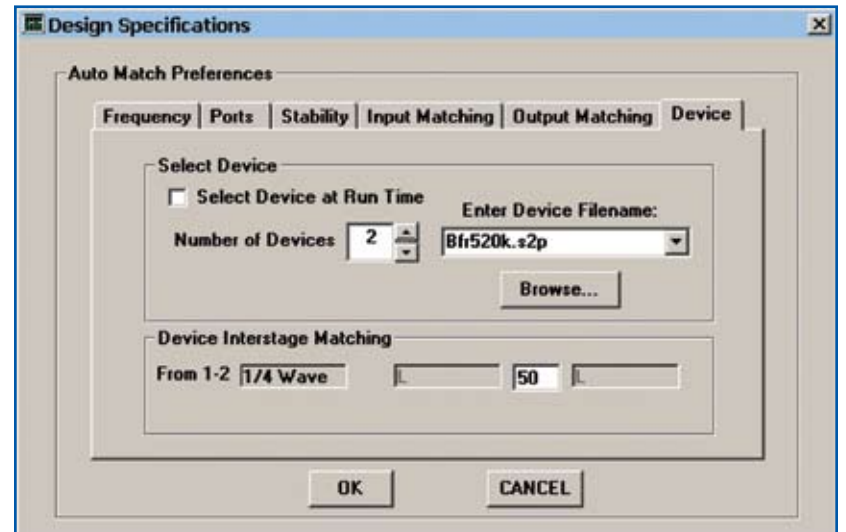 Design Specifications
Auto Match Preferences
Frequency Ports Stability Input Matching Output Matching Device
Select Device
Select Device at Run Time
Enter Device Filename:
Number of Devices 2 Bfr520k.s2p
Browse...
Device Interstage Matching
From 1-2 1/4 Wave L 50 L
OK CANCEL